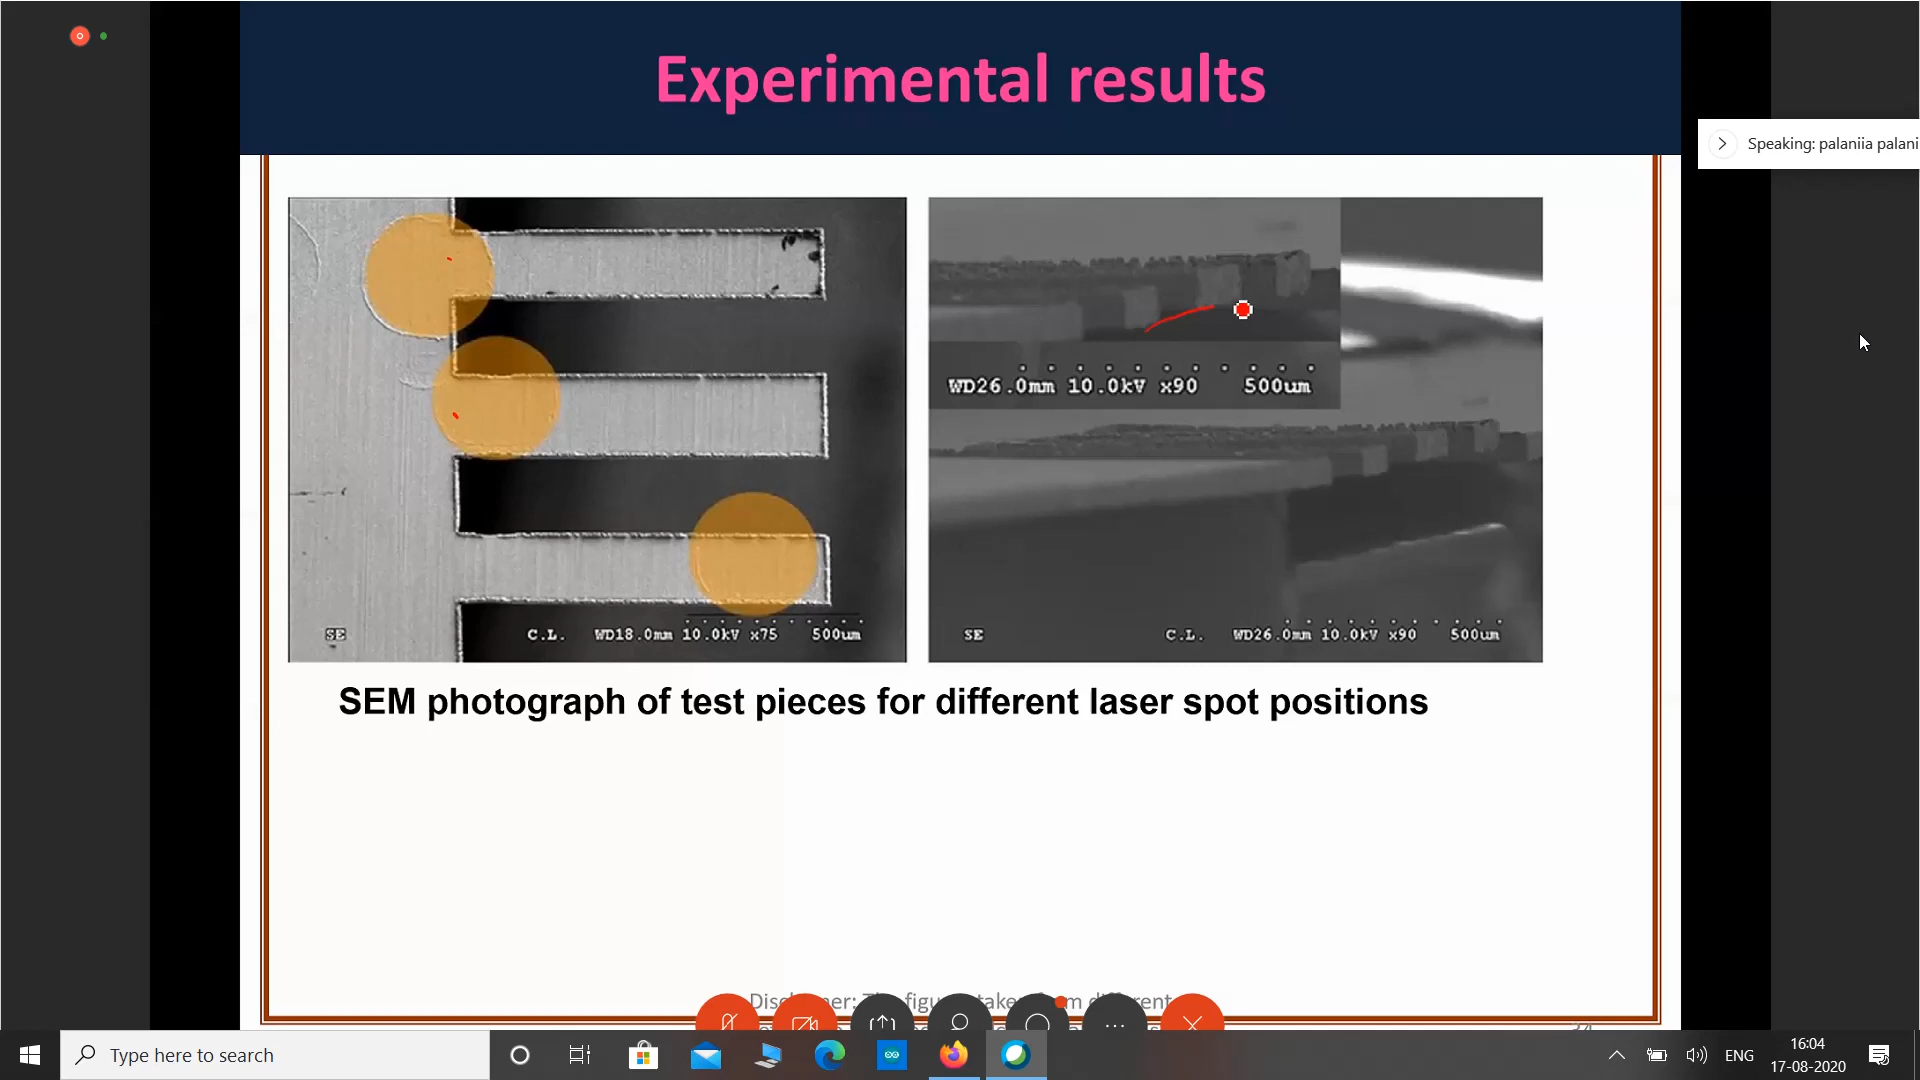 Experimental results
Speaking: palaniia palani
WD26.0mm 10.0kV x90 500um
SE C.L. WD18.0mm 10.0kV x75 500um
SE C.L. WD26.0mm 10.0kV x90 500um
SEM photograph of test pieces for different laser spot positions
Type here to search
ENG
16:04
17-08-2020